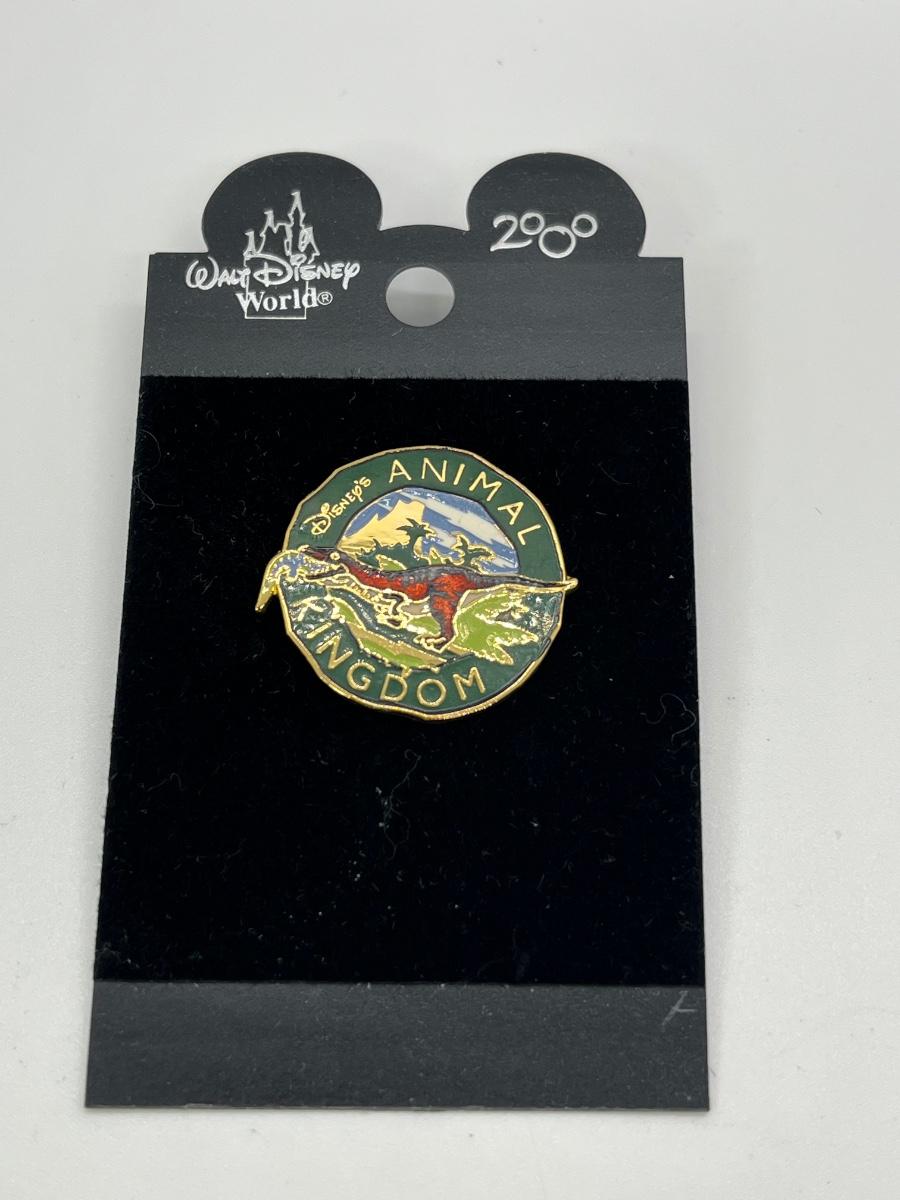 WALT DISNEY
World®
2000
DISNEY'S
ANIMAL
KINGDOM